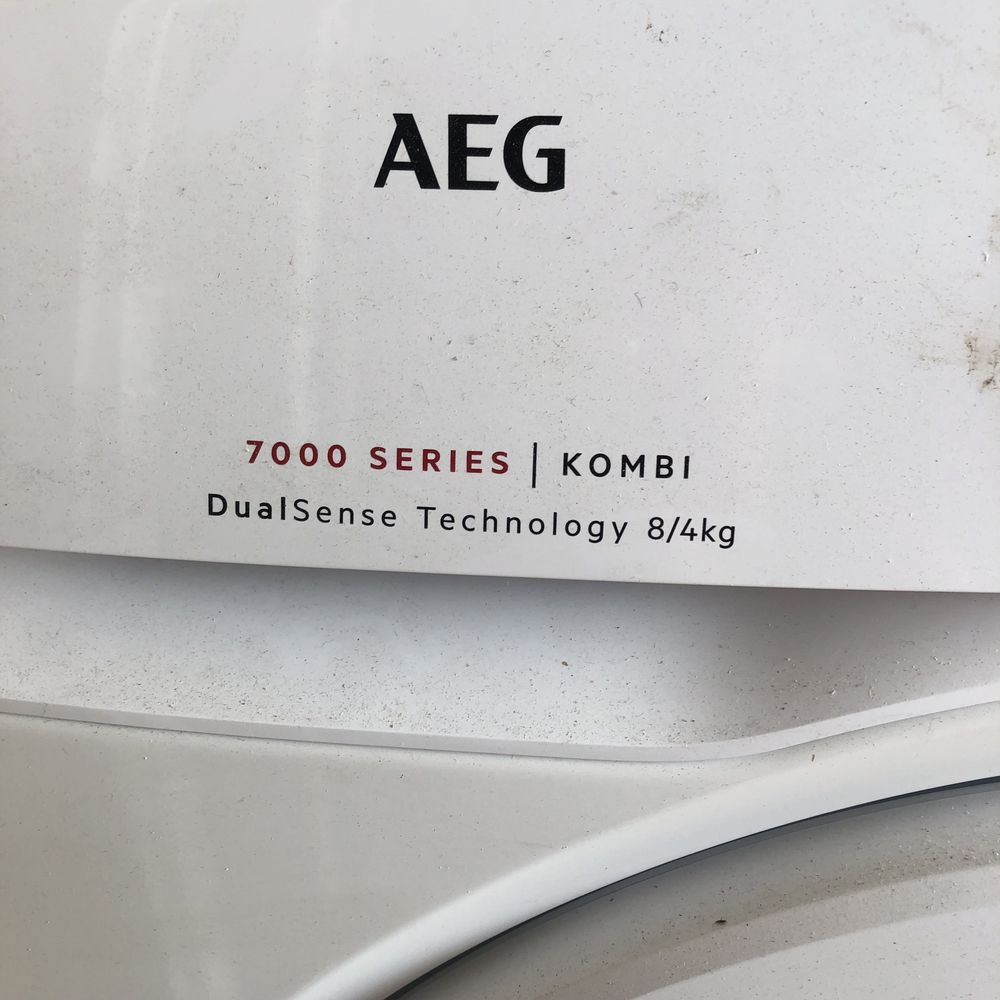 AEG
7000 SERIES | KOMBI
DualSense Technology 8/4kg